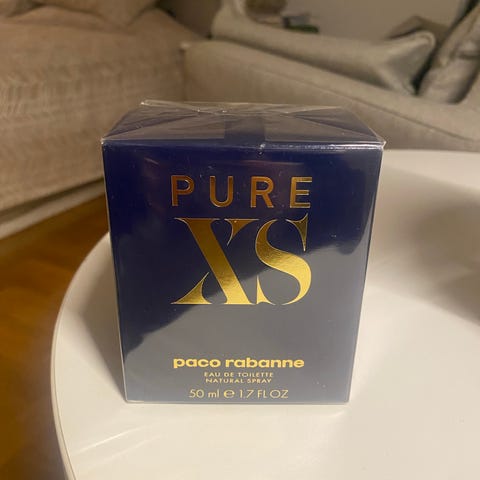 PURE
XS
paco rabanne
EAU DE TOILETTE
NATURAL SPRAY
50 ml ℮ 1.7 FL OZ